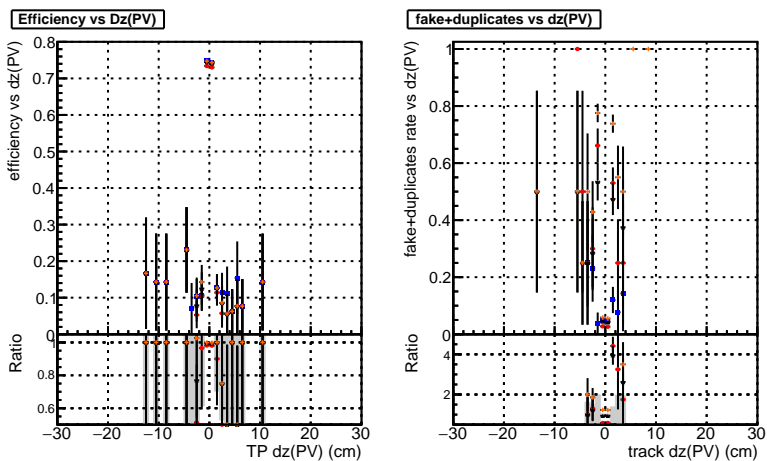 Efficiency vs Dz(PV)
efficiency vs dz(PV)
0.8
0.7
0.6
0.5
0.4
0.3
0.2
0.1
0
Ratio
1
0.8
0.6
−30 −20 −10 0 10 20 30
TP dz(PV) (cm)
fake+duplicates vs dz(PV)
fake+duplicates rate vs dz(PV)
1
0.8
0.6
0.4
0.2
0
Ratio
4
2
−30 −20 −10 0 10 20 30
track dz(PV) (cm)